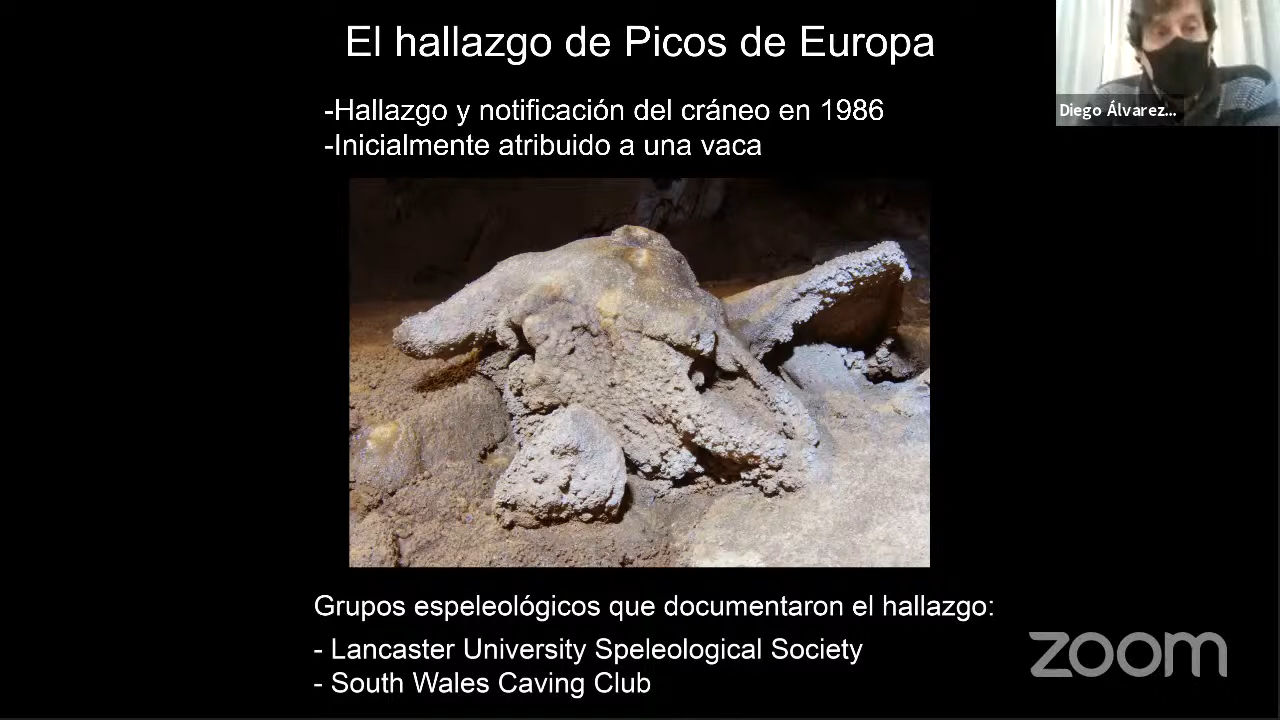 El hallazgo de Picos de Europa
-Hallazgo y notificación del cráneo en 1986
-Inicialmente atribuido a una vaca
Diego Álvarez...
Grupos espeleológicos que documentaron el hallazgo:
- Lancaster University Speleological Society
- South Wales Caving Club
zoom